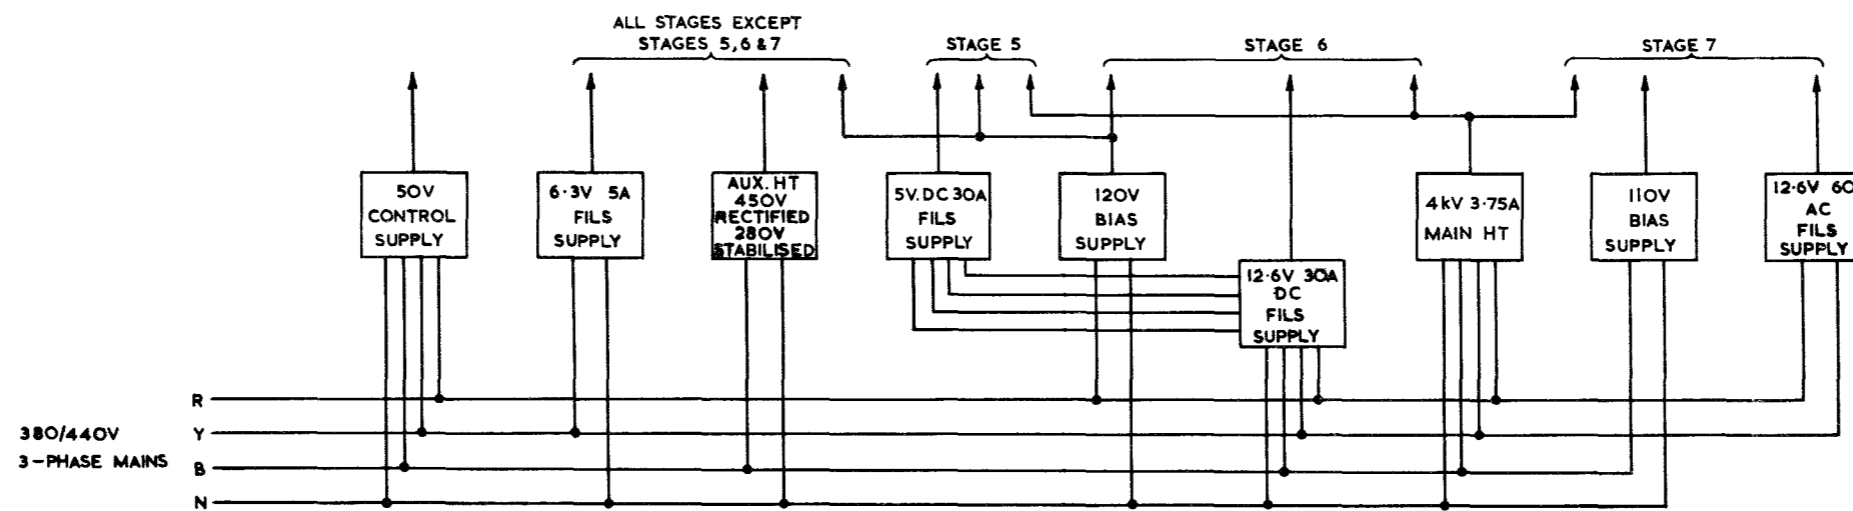 ALL STAGES EXCEPT
STAGES 5,6 & 7
STAGE 5
STAGE 6
STAGE 7
50V
CONTROL
SUPPLY
6·3V 5A
FILS
SUPPLY
AUX. HT
450V
RECTIFIED
280V
STABILISED
5V.DC 30A
FILS
SUPPLY
120V
BIAS
SUPPLY
12·6V 30A
DC
FILS
SUPPLY
4kV 3·75A
MAIN HT
110V
BIAS
SUPPLY
12·6V 60
AC
FILS
SUPPLY
380/440V
3-PHASE MAINS
R
Y
B
N